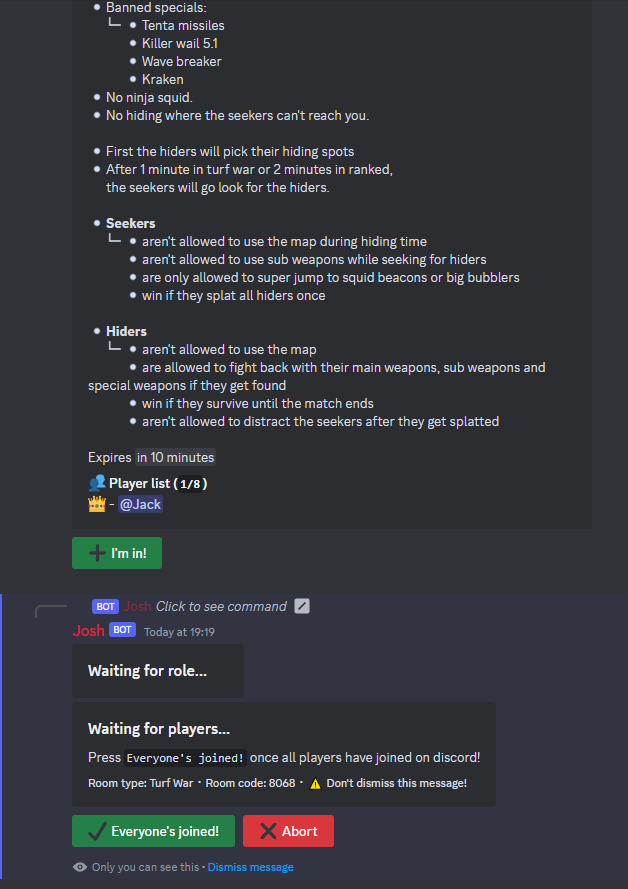 Banned specials:
Tenta missiles
Killer wail 5.1
Wave breaker
Kraken
No ninja squid.
No hiding where the seekers can't reach you.
First the hiders will pick their hiding spots
After 1 minute in turf war or 2 minutes in ranked,
the seekers will go look for the hiders.
Seekers
aren't allowed to use the map during hiding time
aren't allowed to use sub weapons while seeking for hiders
are only allowed to super jump to squid beacons or big bubblers
win if they splat all hiders once
Hiders
aren't allowed to use the map
are allowed to fight back with their main weapons, sub weapons and
special weapons if they get found
win if they survive until the match ends
aren't allowed to distract the seekers after they get splatted
Expires in 10 minutes
Player list (1/8)
- @Jack
I'm in!
BOT Josh Click to see command
Josh BOT Today at 19:19
Waiting for role...
Waiting for players...
Press Everyone's joined! once all players have joined on discord!
Room type: Turf War • Room code: 8068 • ⚠ Don't dismiss this message!
Everyone's joined!
Abort
Only you can see this • Dismiss message